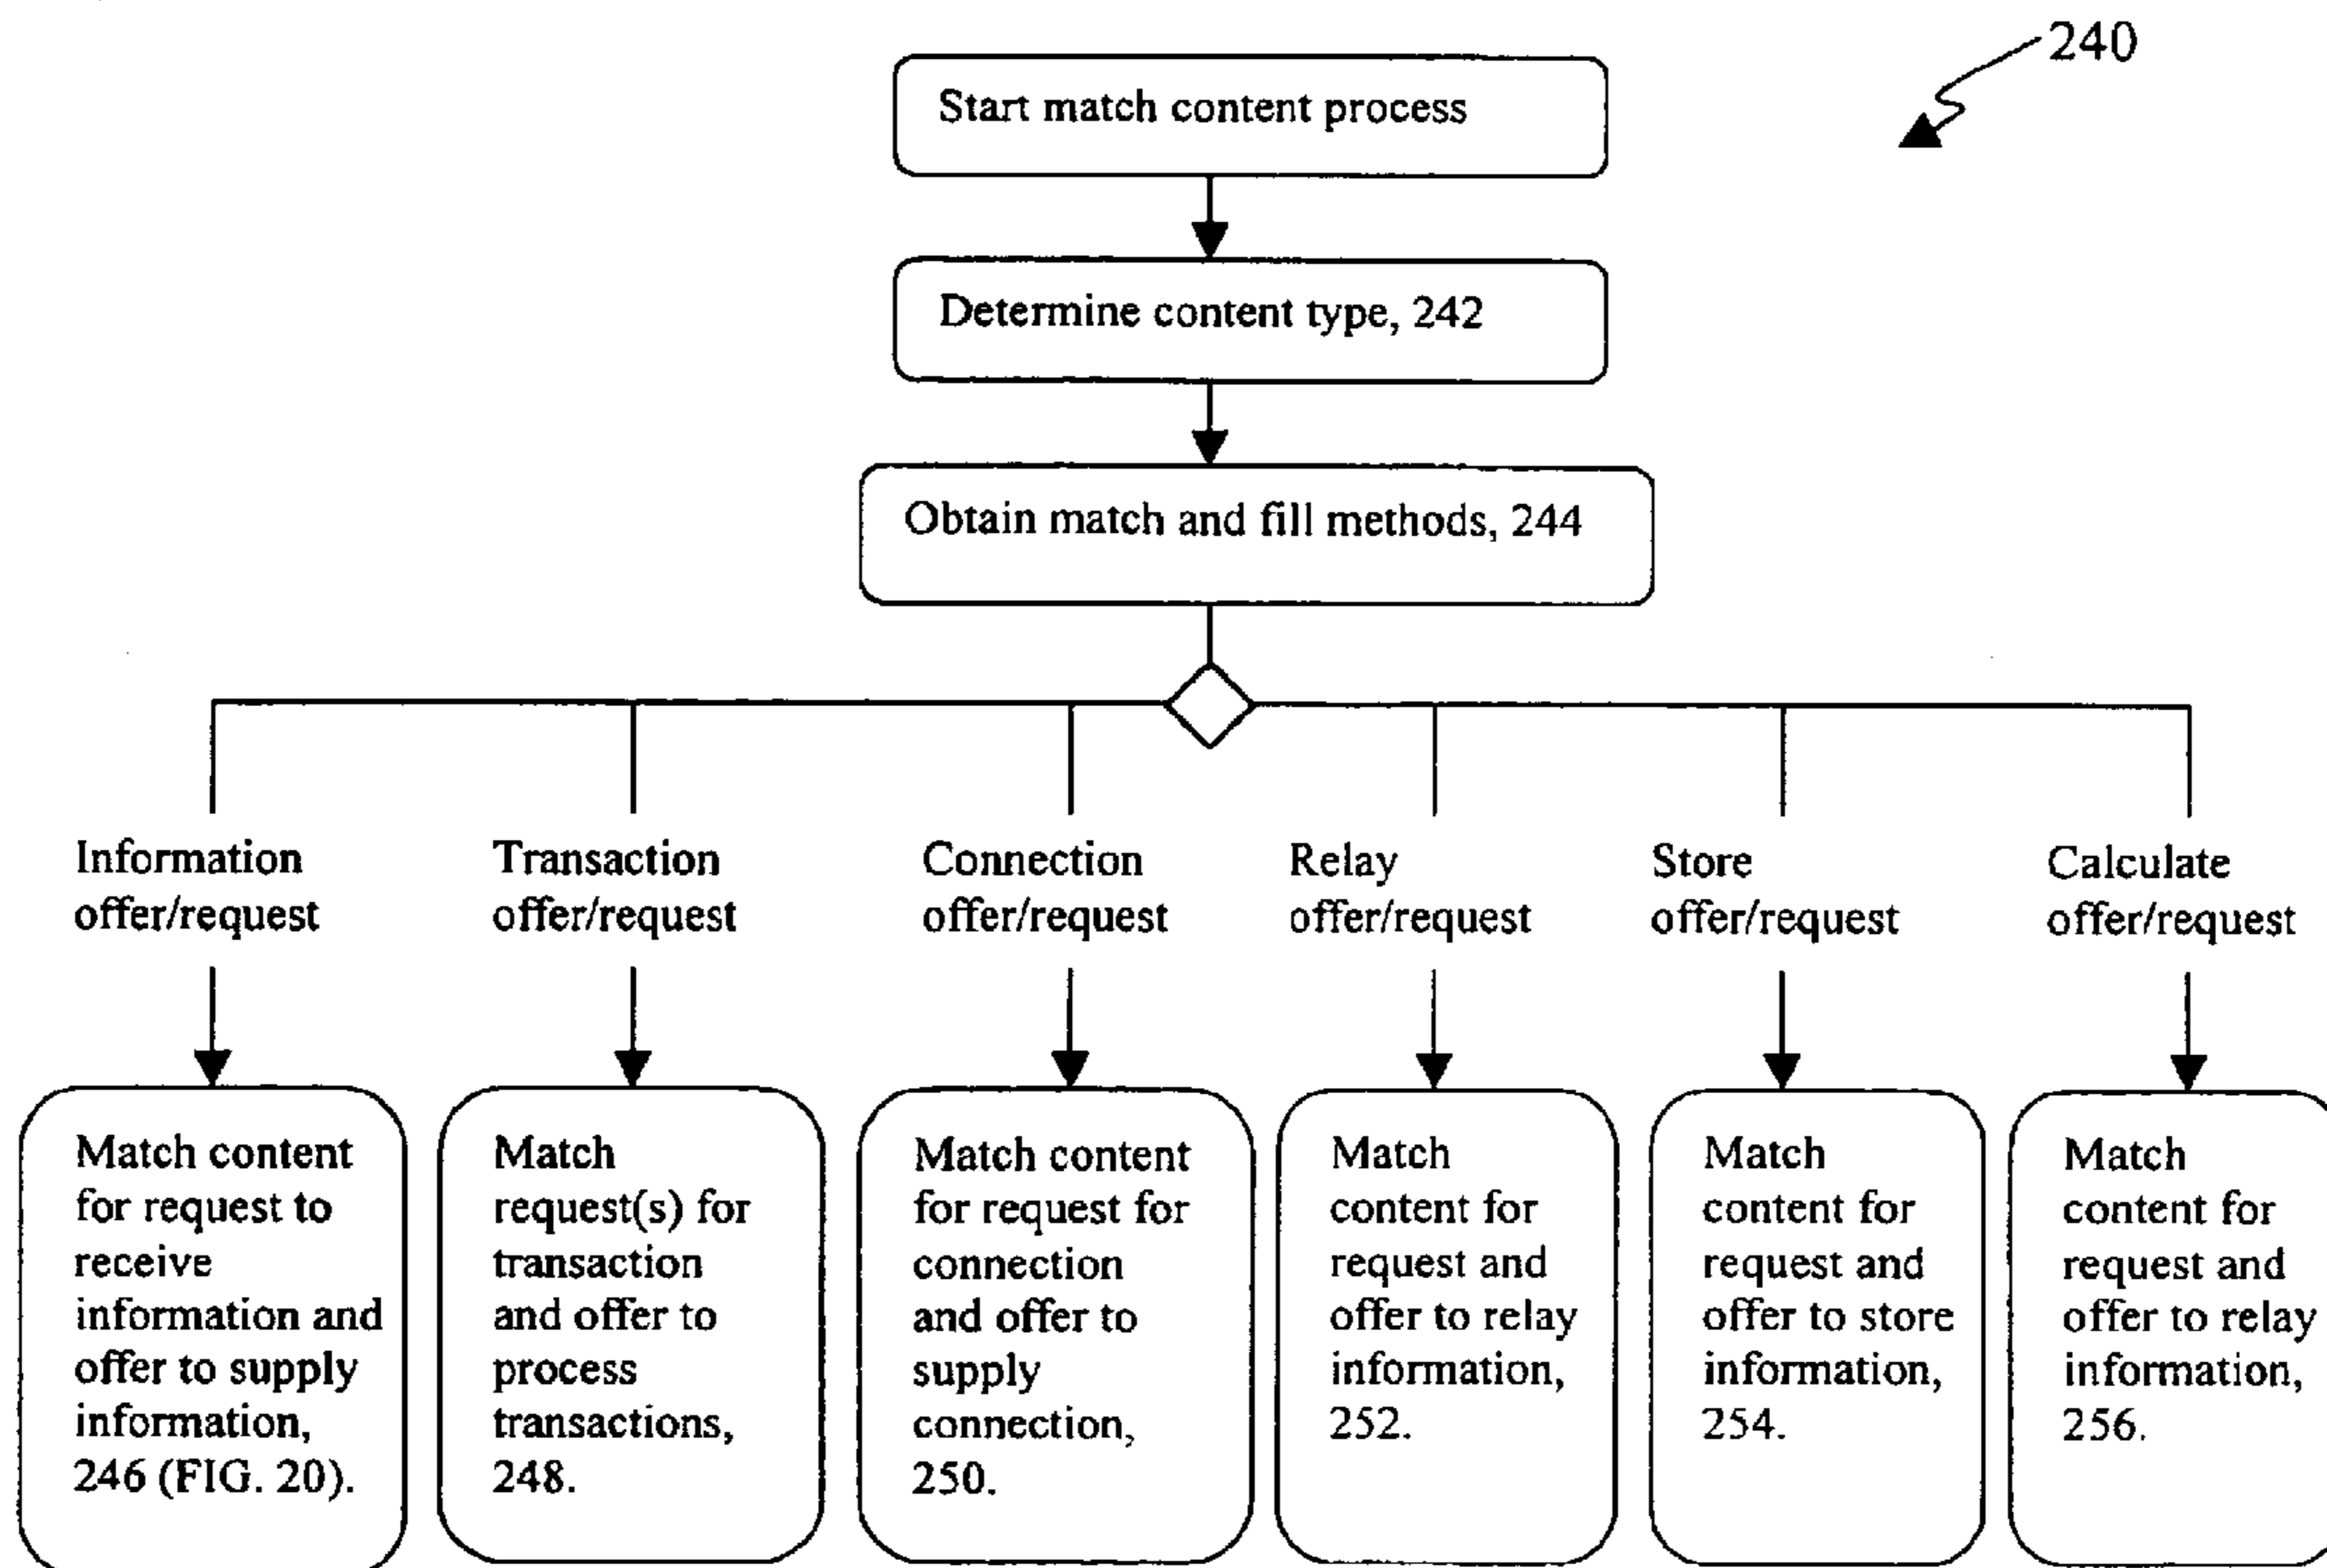 240
Start match content process
Determine content type, 242
Obtain match and fill methods, 244
Information
offer/request
Transaction
offer/request
Connection
offer/request
Relay
offer/request
Store
offer/request
Calculate
offer/request
Match content
for request to
receive
information and
offer to supply
information,
246 (FIG. 20).
Match
request(s) for
transaction
and offer to
process
transactions,
248.
Match content
for request for
connection
and offer to
supply
connection,
250.
Match
content for
request and
offer to relay
information,
252.
Match
content for
request and
offer to store
information,
254.
Match
content for
request and
offer to relay
information,
256.